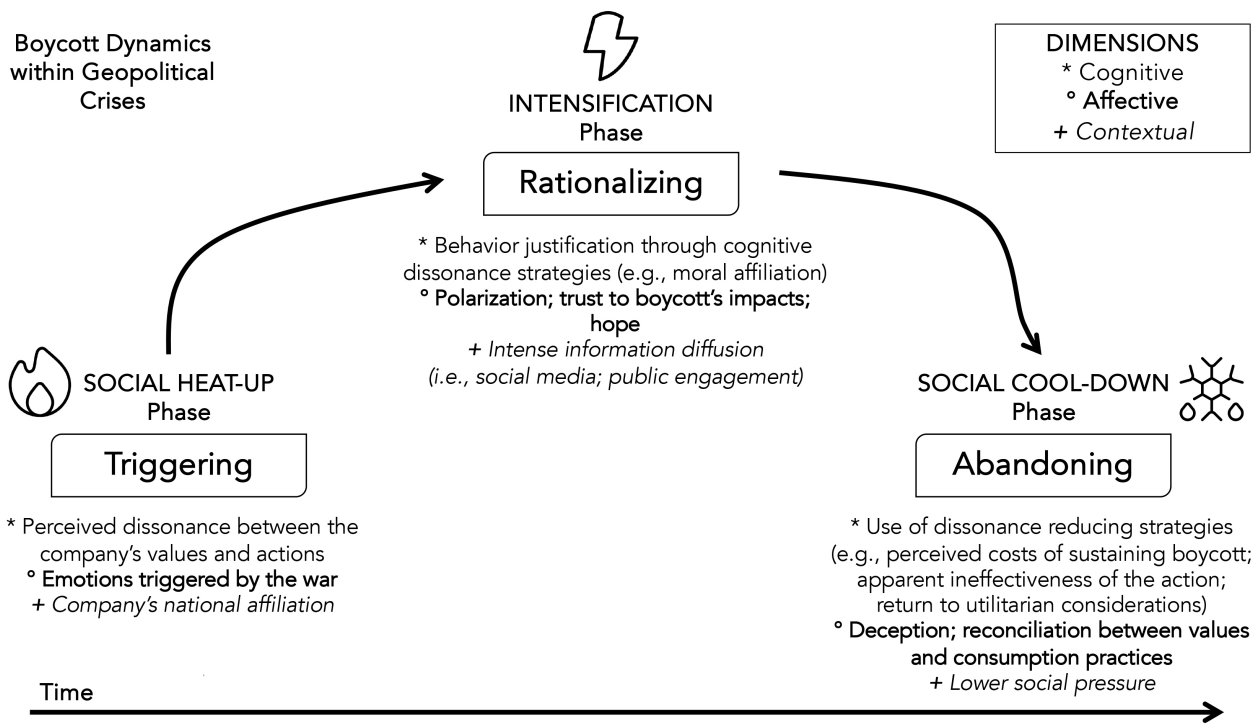 Boycott Dynamics
within Geopolitical
Crises
INTENSIFICATION
Phase
Rationalizing
* Behavior justification through cognitive
dissonance strategies (e.g., moral affiliation)
° Polarization; trust to boycott's impacts;
hope
+ Intense information diffusion
(i.e., social media; public engagement)
DIMENSIONS
* Cognitive
° Affective
+ Contextual
SOCIAL HEAT-UP
Phase
Triggering
* Perceived dissonance between the
company's values and actions
° Emotions triggered by the war
+ Company's national affiliation
SOCIAL COOL-DOWN
Phase
Abandoning
* Use of dissonance reducing strategies
(e.g., perceived costs of sustaining boycott;
apparent ineffectiveness of the action;
return to utilitarian considerations)
° Deception; reconciliation between values
and consumption practices
+ Lower social pressure
Time